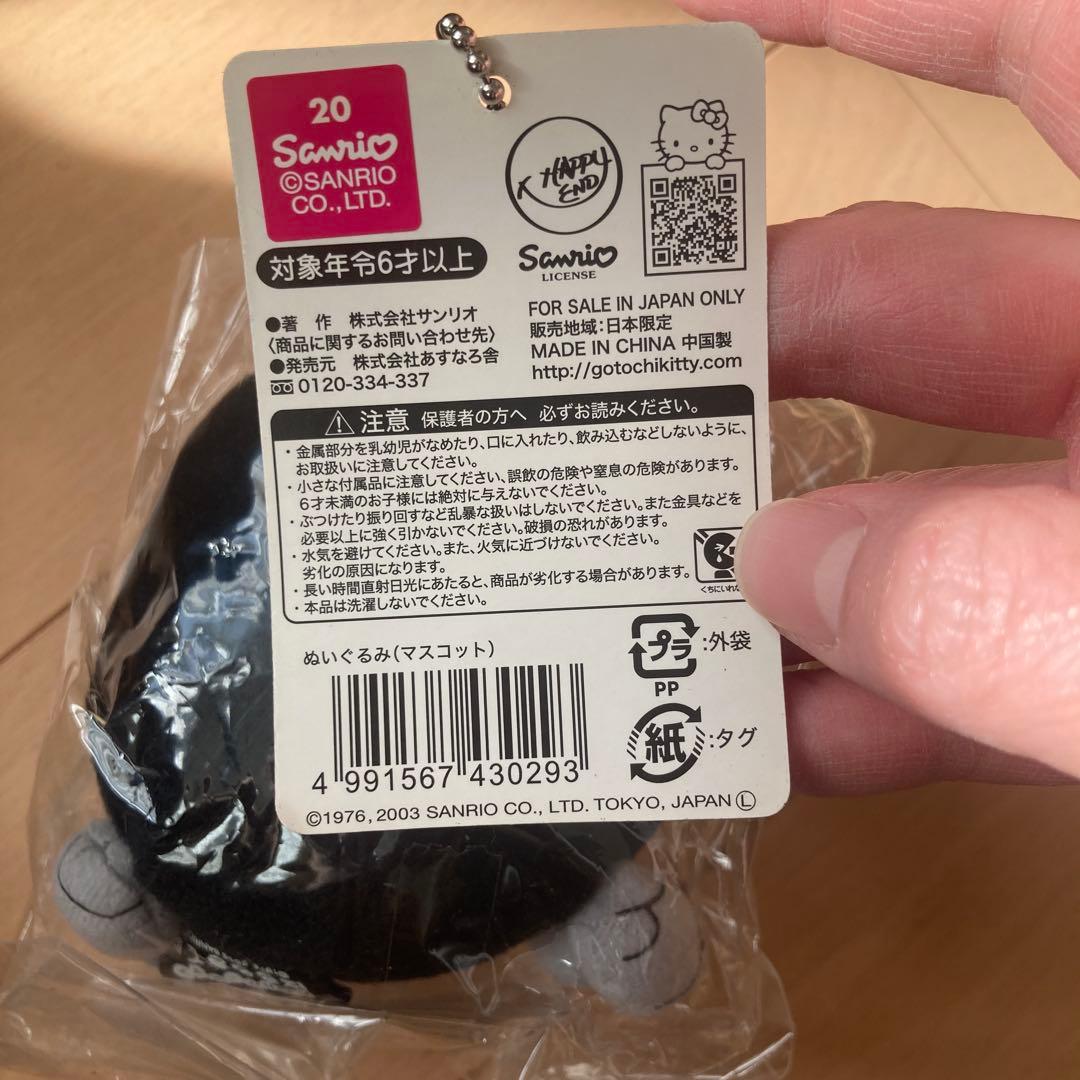 20
Sanrio
©SANRIO
CO.,LTD.
HAPPY
END
Sanrio
LICENSE
対象年令6才以上
●著　作　株式会社サンリオ
〈商品に関するお問い合わせ先〉
●発売元　株式会社あすなろ舎
0120-334-337
FOR SALE IN JAPAN ONLY
販売地域:日本限定
MADE IN CHINA 中国製
http://gotochikitty.com
注意 保護者の方へ 必ずお読みください。
・金属部分を乳幼児がなめたり、口に入れたり、飲み込むなどしないように、
お取扱いに注意してください。
・小さな付属品に注意してください、誤飲の危険や窒息の危険があります。
6才未満のお子様には絶対に与えないでください。
・ぶつけたり振り回すなど乱暴な扱いはしないでください。また金具などを
必要以上に強く引かないでください。破損の恐れがあります。
・水気を避けてください。また、火気に近づけないでください。
劣化の原因になります。
・長い時間直射日光にあたると、商品が劣化する場合があります。
・本品は洗濯しないでください。
くちにいれな
ぬいぐるみ(マスコット)
プラ:外袋
PP
紙:タグ
4 991567 430293
©1976,2003 SANRIO CO., LTD. TOKYO, JAPAN Ⓛ